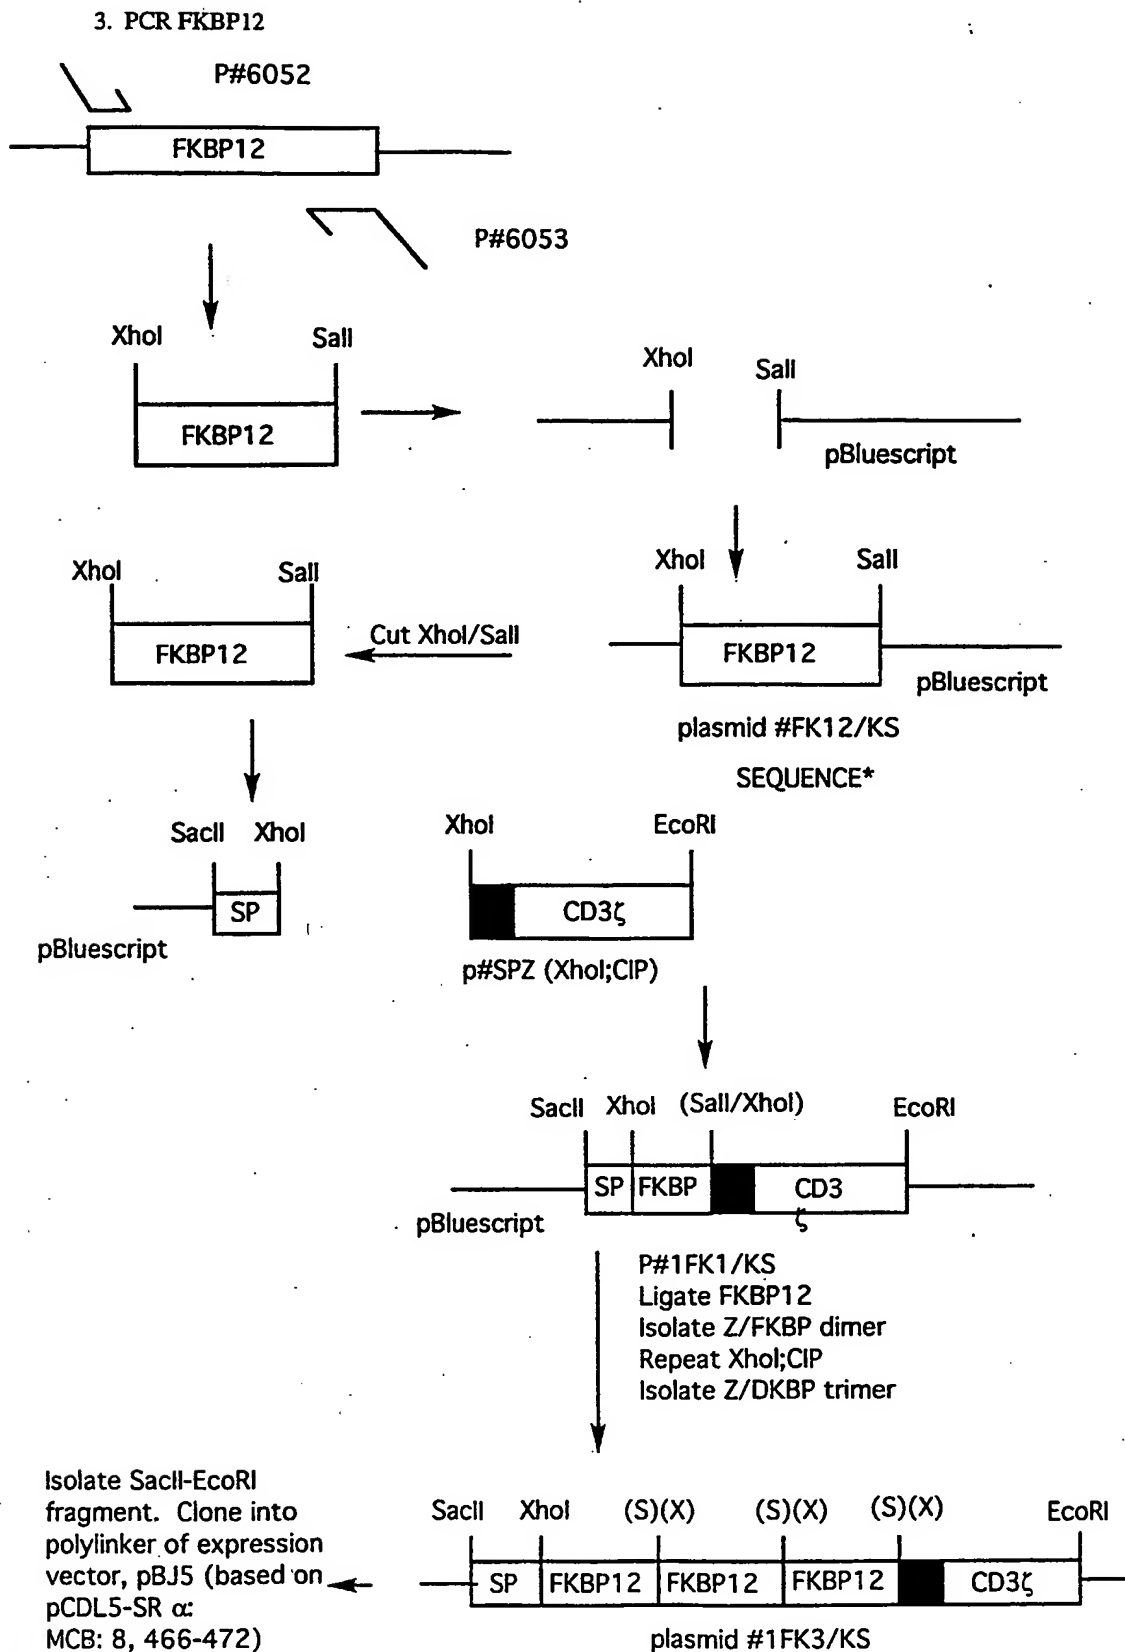 3. PCR FKBP12
P#6052
FKBP12
P#6053
XhoI
SalI
FKBP12
XhoI
SalI
pBluescript
XhoI
SalI
FKBP12
Cut XhoI/SalI
XhoI
SalI
FKBP12
pBluescript
plasmid #FK12/KS
SEQUENCE*
SacII XhoI
SP
pBluescript
XhoI
EcoRI
CD3ζ
p#SPZ (XhoI;CIP)
SacII XhoI (SalI/XhoI) EcoRI
SP FKBP CD3
ζ
pBluescript
P#1FK1/KS
Ligate FKBP12
Isolate Z/FKBP dimer
Repeat XhoI;CIP
Isolate Z/DKBP trimer
Isolate SacII-EcoRI
fragment. Clone into
polylinker of expression
vector, pBJ5 (based on
pCDL5-SR α:
MCB: 8, 466-472)
SacII XhoI (S)(X) (S)(X) (S)(X) EcoRI
SP FKBP12 FKBP12 FKBP12 CD3ζ
plasmid #1FK3/KS